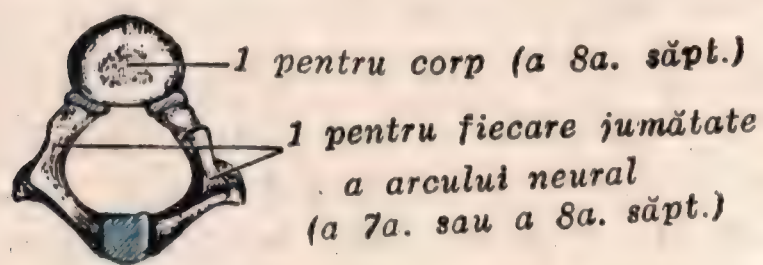 1 pentru corp (a 8a. săpt.)
1 pentru fiecare jumătate
a arcului neural
(a 7a. sau a 8a. săpt.)